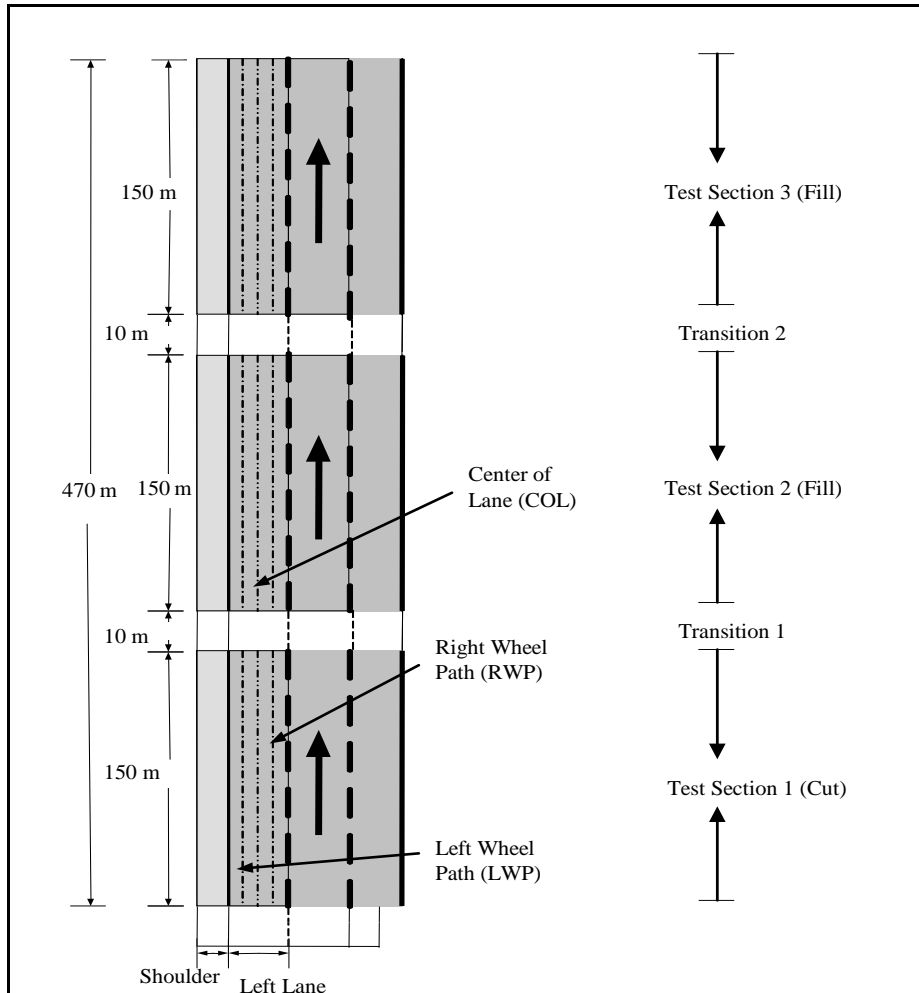 150 m
Test Section 3 (Fill)
10 m
Transition 2
470 m
150 m
Center of
Lane (COL)
Test Section 2 (Fill)
10 m
Transition 1
Right Wheel
Path (RWP)
150 m
Test Section 1 (Cut)
Left Wheel
Path (LWP)
Shoulder
Left Lane